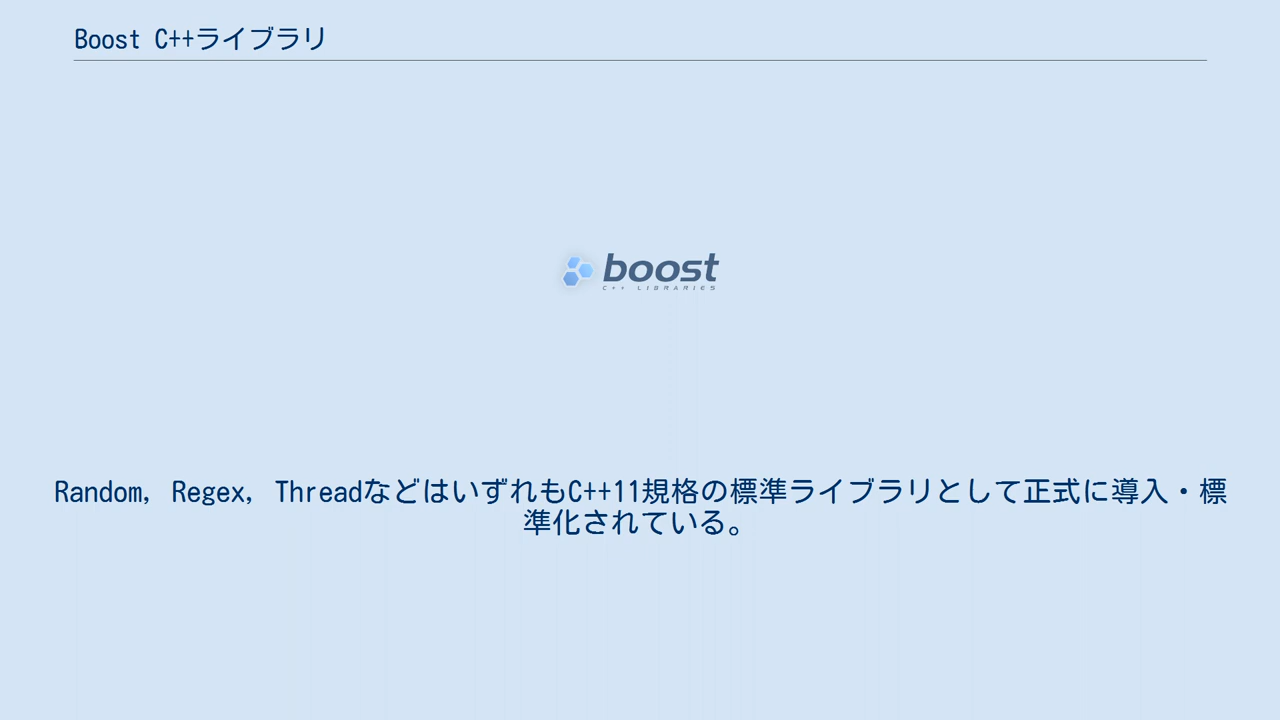 Boost C++ライブラリ
boost
C++ LIBRARIES
Random, Regex, ThreadなどはいずれもC++11規格の標準ライブラリとして正式に導入・標
準化されている。